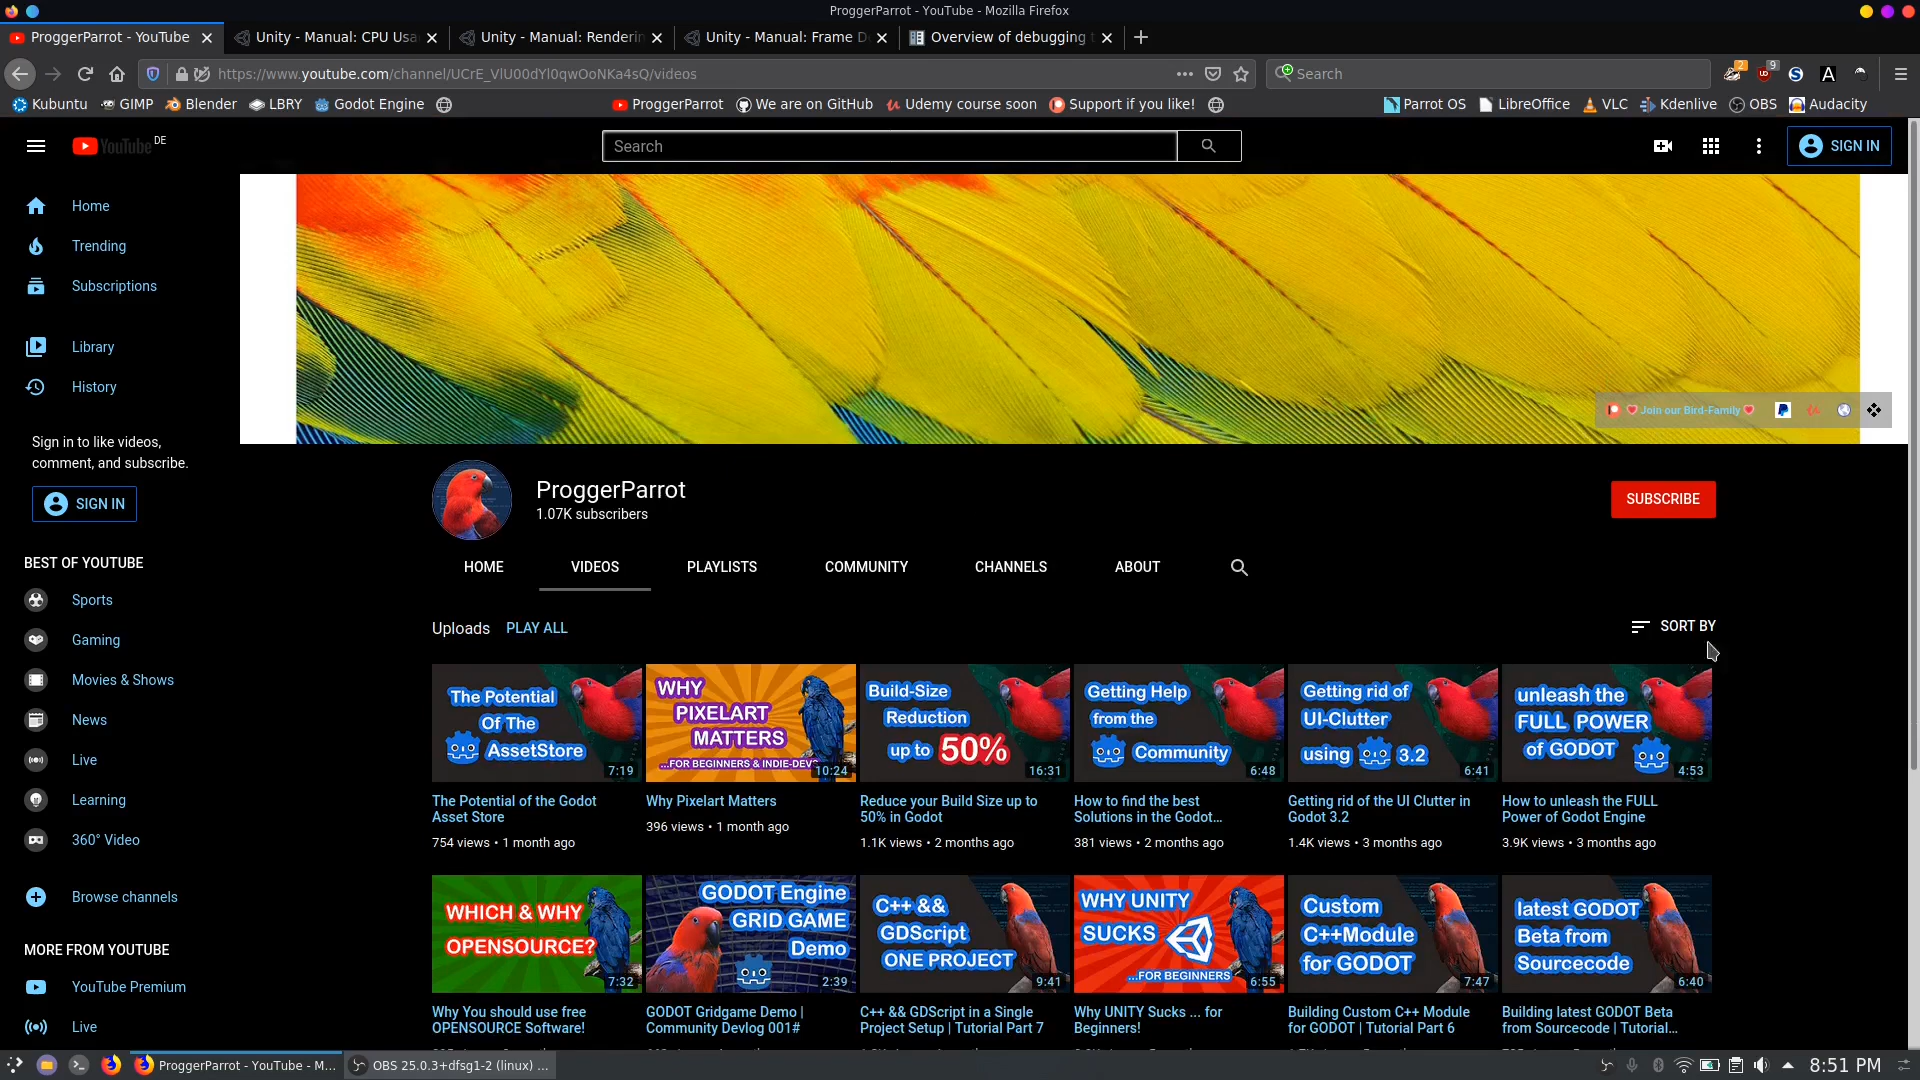 ProggerParrot - YouTube - Mozilla Firefox
ProggerParrot - YouTube
Unity - Manual: CPU Usa
Unity - Manual: Renderin
Unity - Manual: Frame D
Overview of debugging t
https://www.youtube.com/channel/UCrE_VlU00dYl0qwOoNKa4sQ/videos
Search
2
9
Kubuntu
GIMP
Blender
LBRY
Godot Engine
ProggerParrot
We are on GitHub
Udemy course soon
Support if you like!
Parrot OS
LibreOffice
VLC
Kdenlive
OBS
Audacity
YouTube DE
Search
SIGN IN
Home
Trending
Subscriptions
Library
History
Sign in to like videos,
comment, and subscribe.
SIGN IN
BEST OF YOUTUBE
Sports
Gaming
Movies & Shows
News
Live
Learning
360° Video
Browse channels
MORE FROM YOUTUBE
YouTube Premium
Live
Join our Bird-Family
ProggerParrot
1.07K subscribers
SUBSCRIBE
HOME
VIDEOS
PLAYLISTS
COMMUNITY
CHANNELS
ABOUT
Uploads
PLAY ALL
SORT BY
The Potential
Of The
AssetStore
7:19
The Potential of the Godot
Asset Store
754 views • 1 month ago
WHY
PIXELART
MATTERS
...FOR BEGINNERS & INDIE-DEVS
10:24
Why Pixelart Matters
396 views • 1 month ago
Build-Size
Reduction
up to 50%
16:31
Reduce your Build Size up to
50% in Godot
1.1K views • 2 months ago
Getting Help
from the
Community
6:48
How to find the best
Solutions in the Godot...
381 views • 2 months ago
Getting rid of
UI-Clutter
using 3.2
6:41
Getting rid of the UI Clutter in
Godot 3.2
1.4K views • 3 months ago
unleash the
FULL POWER
of GODOT
4:53
How to unleash the FULL
Power of Godot Engine
3.9K views • 3 months ago
WHICH & WHY
OPENSOURCE?
7:32
Why You should use free
OPENSOURCE Software!
GODOT Engine
GRID GAME
Demo
2:39
GODOT Gridgame Demo |
Community Devlog 001#
C++ &&
GDScript
ONE PROJECT
9:41
C++ && GDScript in a Single
Project Setup | Tutorial Part 7
WHY UNITY
SUCKS
...FOR BEGINNERS
6:55
Why UNITY Sucks ... for
Beginners!
Custom
C++Module
for GODOT
7:47
Building Custom C++ Module
for GODOT | Tutorial Part 6
latest GODOT
Beta from
Sourcecode
6:40
Building latest GODOT Beta
from Sourcecode | Tutorial...
ProggerParrot - YouTube - M...
OBS 25.0.3+dfsg1-2 (linux) ...
8:51 PM